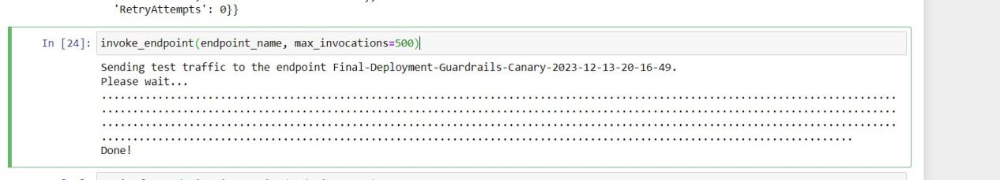 'RetryAttempts': 0}}
In [24]: invoke_endpoint(endpoint_name, max_invocations=500)
Sending test traffic to the endpoint Final-Deployment-Guardrails-Canary-2023-12-13-20-16-49.
Please wait...
...............................................................................................................................
...............................................................................................................................
...............................................................................................................................
........................................................................................................................
Done!